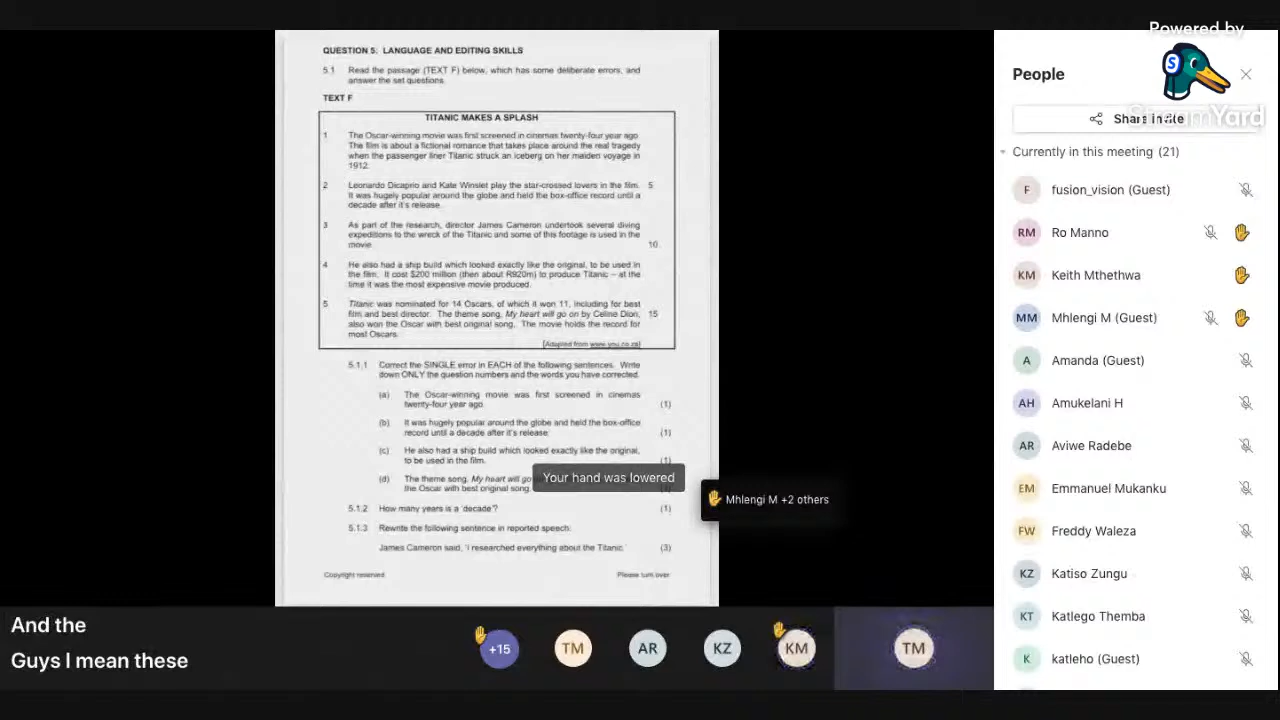 Powered by
StreamYard
QUESTION 5: LANGUAGE AND EDITING SKILLS
5.1 Read the passage (TEXT F) below, which has some deliberate errors, and
answer the set questions.
TEXT F
TITANIC MAKES A SPLASH
1 The Oscar-winning movie was first screened in cinemas twenty-four year ago.
The film is about a fictional romance that takes place around the real tragedy
when the passenger liner Titanic struck an iceberg on her maiden voyage in
1912.
2 Leonardo Dicaprio and Kate Winslet play the star-crossed lovers in the film. 5
It was hugely popular around the globe and held the box-office record until a
decade after it's release.
3 As part of the research, director James Cameron undertook several diving
expeditions to the wreck of the Titanic and some of this footage is used in the
movie. 10
4 He also had a ship build which looked exactly like the original, to be used in
the film. It cost $200 million (then about R920m) to produce Titanic – at the
time it was the most expensive movie produced.
5 Titanic was nominated for 14 Oscars, of which it won 11, including for best
film and best director. The theme song, My heart will go on by Celine Dion, 15
also won the Oscar with best original song. The movie holds the record for
most Oscars.
[Adapted from www.you.co.za]
5.1.1 Correct the SINGLE error in EACH of the following sentences. Write
down ONLY the question numbers and the words you have corrected.
(a) The Oscar-winning movie was first screened in cinemas
twenty-four year ago. (1)
(b) It was hugely popular around the globe and held the box-office
record until a decade after it's release. (1)
(c) He also had a ship build which looked exactly like the original,
to be used in the film. (1)
(d) The theme song, My heart will go
the Oscar with best original song.
Your hand was lowered
5.1.2 How many years is a 'decade'? (1)
5.1.3 Rewrite the following sentence in reported speech:
James Cameron said, 'I researched everything about the Titanic.' (3)
Copyright reserved Please turn over
Mhlengi M +2 others
And the
Guys I mean these
+15 TM AR KZ KM TM
People
Share invite
Currently in this meeting (21)
F fusion_vision (Guest)
RM Ro Manno
KM Keith Mthethwa
MM Mhlengi M (Guest)
A Amanda (Guest)
AH Amukelani H
AR Aviwe Radebe
EM Emmanuel Mukanku
FW Freddy Waleza
KZ Katiso Zungu
KT Katlego Themba
K katleho (Guest)